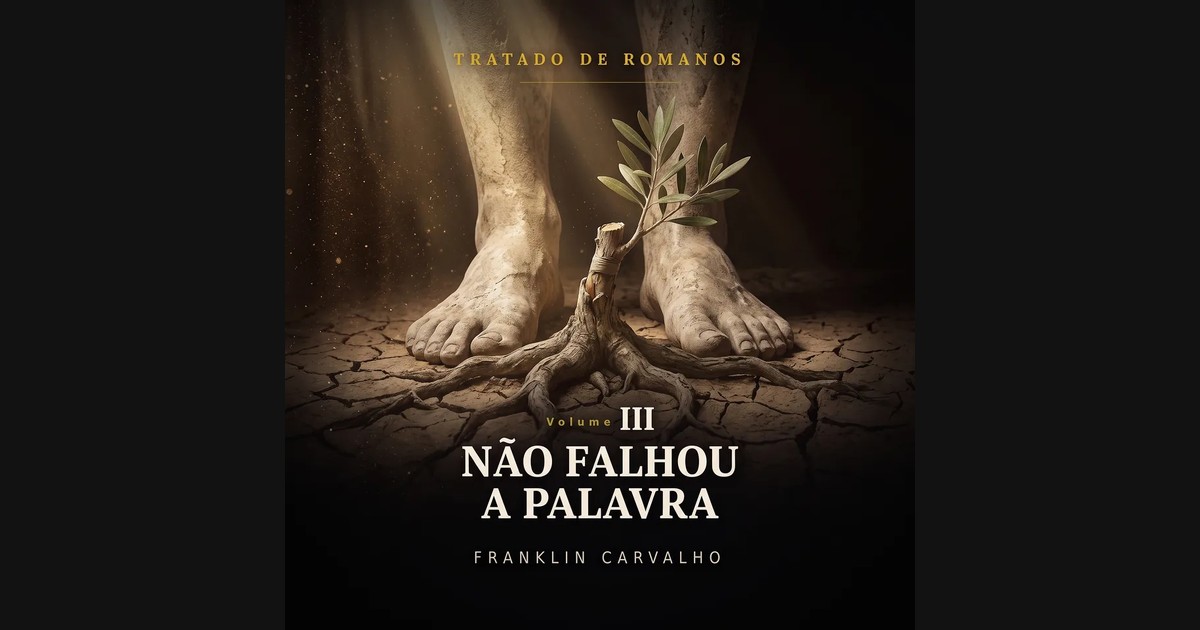 TRATADO DE ROMANOS
Volume III
NÃO FALHOU
A PALAVRA
FRANKLIN CARVALHO